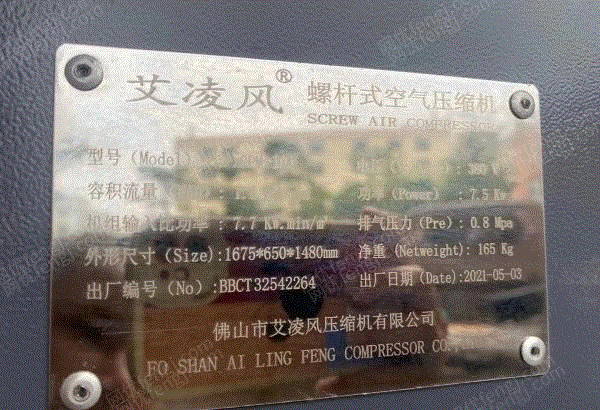 艾凌风® 螺杆式空气压缩机
SCREW AIR COMPRESSOR
型号 (Model)
380 V
容积流量
功率 (Power) : 7.5 Kw
机组输入比功率 : 7.7 Kw.min/m³
排气压力 (Pre) : 0.8 Mpa
外形尺寸 (Size):1675*650*1480mm
净重 (Netweight): 165 Kg
出厂编号 (No):BBCT32542264
出厂日期 (Date):2021-05-03
佛山市艾凌风压缩机有限公司
FO SHAN AI LING FENG COMPRESSOR CO.